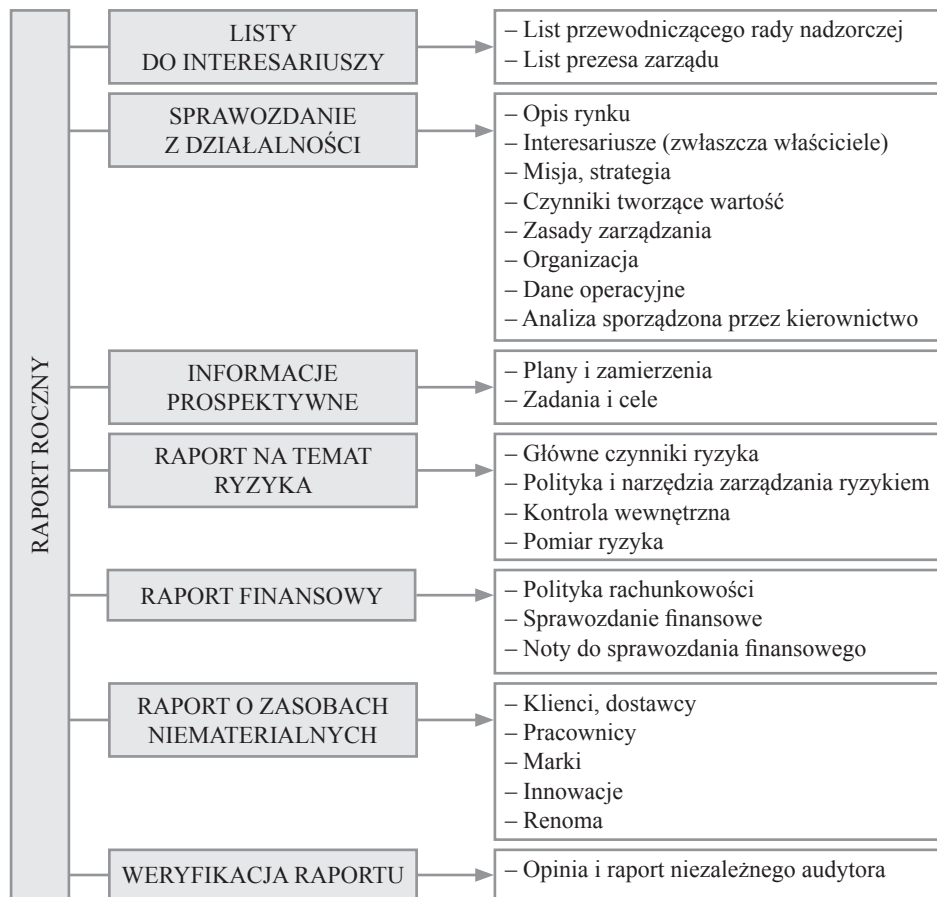 RAPORT ROCZNY
LISTY
DO INTERESARIUSZY
– List przewodniczącego rady nadzorczej
– List prezesa zarządu
SPRAWOZDANIE
Z DZIAŁALNOŚCI
– Opis rynku
– Interesariusze (zwłaszcza właściciele)
– Misja, strategia
– Czynniki tworzące wartość
– Zasady zarządzania
– Organizacja
– Dane operacyjne
– Analiza sporządzona przez kierownictwo
INFORMACJE
PROSPEKTYWNE
– Plany i zamierzenia
– Zadania i cele
RAPORT NA TEMAT
RYZYKA
– Główne czynniki ryzyka
– Polityka i narzędzia zarządzania ryzykiem
– Kontrola wewnętrzna
– Pomiar ryzyka
RAPORT FINANSOWY
– Polityka rachunkowości
– Sprawozdanie finansowe
– Noty do sprawozdania finansowego
RAPORT O ZASOBACH
NIEMATERIALNYCH
– Klienci, dostawcy
– Pracownicy
– Marki
– Innowacje
– Renoma
WERYFIKACJA RAPORTU
– Opinia i raport niezależnego audytora